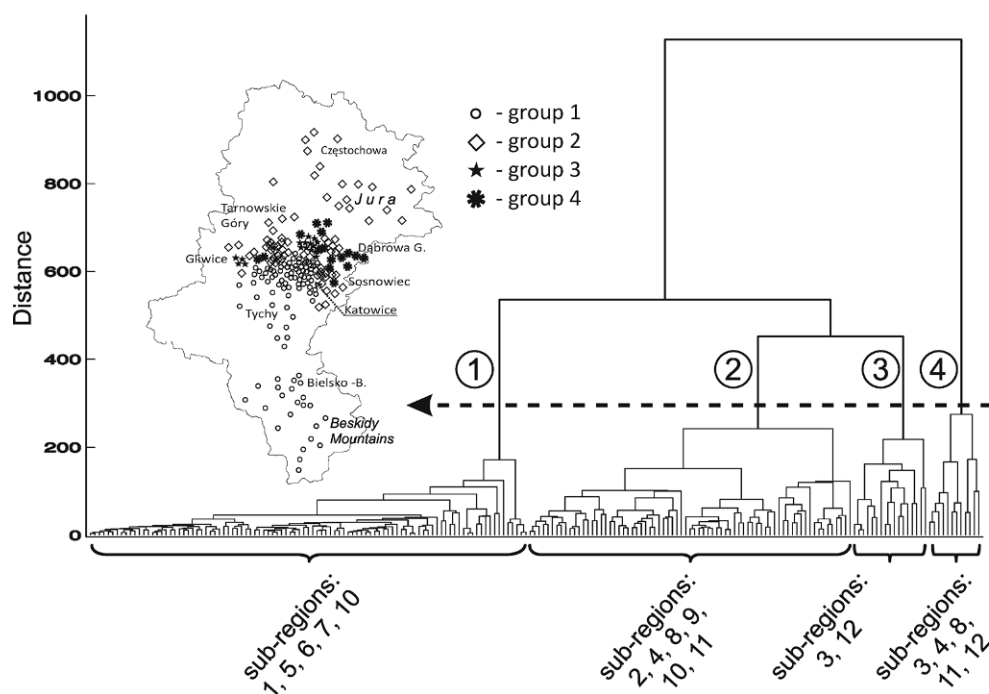 1000
800
600
400
200
0
Distance
- group 1
- group 2
- group 3
- group 4
Częstochowa
Jura
Tarnowskie
Góry
Dąbrowa G.
Gliwice
Sosnowiec
Katowice
Tychy
Bielsko -B.
Beskidy
Mountains
1
2
3
4
sub-regions:
1, 5, 6, 7, 10
sub-regions:
2, 4, 8, 9,
10, 11
sub-regions:
3, 12
sub-regions:
3, 4, 8,
11, 12